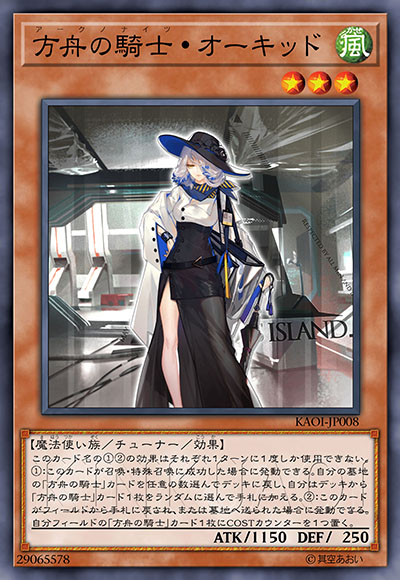 アークノナイツ
方舟の騎士・オーキッド
かぜ
風
ISLAND.
KAOI-JP008
【魔法使い族／チューナー／効果】
このカード名の①②の効果はそれぞれ1ターンに1度しか使用できない。
①:このカードが召喚・特殊召喚に成功した場合に発動できる。自分の墓地
の「方舟の騎士」カードを任意の数選んでデッキに戻し、自分はデッキから
「方舟の騎士」カード1枚をランダムに選んで手札に加える。②:このカード
がフィールドから手札に戻され、または墓地へ送られた場合に発動できる。
自分フィールドの「方舟の騎士」カード1枚にCOSTカウンターを1つ置く。
ATK/1150 DEF/ 250
29065578
©其空あおい